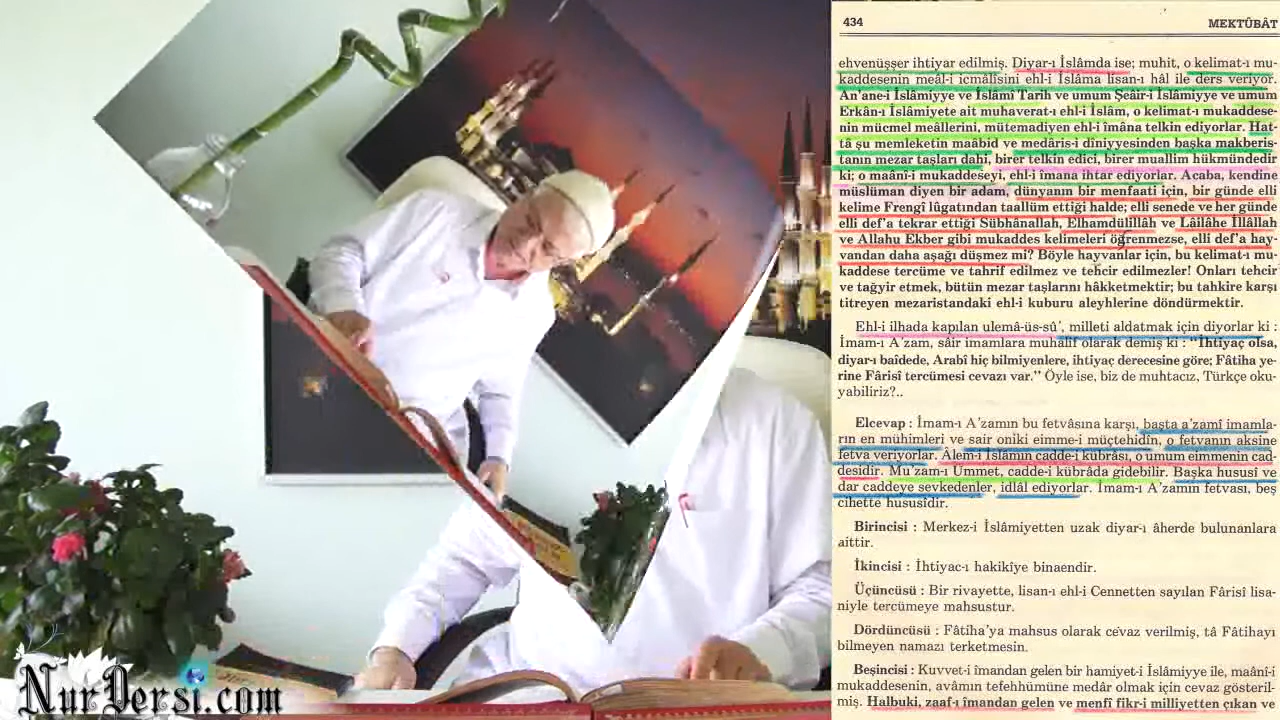 434
MEKTÛBÂT
ehvenüşşer ihtiyar edilmiş. Diyar-ı İslâmda ise; muhit, o kelimat-ı mu-
kaddesenin meâl-i icmâlîsini ehl-i İslâma lisan-ı hâl ile ders veriyor.
An'ane-i İslâmiyye ve İslâmî Tarih ve umum Şeâir-i İslâmiyye ve umum
Erkân-ı İslâmiyete ait muhaverat-ı ehl-i İslâm, o kelimat-ı mukaddese-
nin mücmel meâllerini, mütemadiyen ehl-i îmâna telkin ediyorlar. Hat-
tâ şu memleketin maâbid ve medâris-i dîniyyesinden başka makberis-
tanın mezar taşları dahi, birer telkin edici, birer muallim hükmündedir
ki; o maânî-i mukaddeseyi, ehl-i îmana ihtar ediyorlar. Acaba, kendine
müslüman diyen bir adam, dünyanın bir menfaati için, bir günde elli
kelime Frengî lûgatından taallüm ettiği halde; elli senede ve her günde
elli def'a tekrar ettiği Sübhânallah, Elhamdülillâh ve Lâilâhe İllâllah
ve Allahu Ekber gibi mukaddes kelimeleri öğrenmezse, elli def'a hay-
vandan daha aşağı düşmez mi? Böyle hayvanlar için, bu kelimat-ı mu-
kaddese tercüme ve tahrif edilmez ve tehcir edilmezler! Onları tehcir
ve tağyir etmek, bütün mezar taşlarını hâkketmektir; bu tahkire karşı
titreyen mezaristandaki ehl-i kuburu aleyhlerine döndürmektir.
Ehl-i ilhada kapılan ulemâ-üs-sû', milleti aldatmak için diyorlar ki :
İmam-ı A'zam, sâir imamlara muhalif olarak demiş ki : "İhtiyaç olsa,
diyar-ı baîdede, Arabî hiç bilmiyenlere, ihtiyaç derecesine göre; Fâtiha ye-
rine Fârisî tercümesi cevazı var." Öyle ise, biz de muhtacız, Türkçe oku-
yabiliriz?..
Elcevap : İmam-ı A'zamın bu fetvâsına karşı, başta a'zamî imamla-
rın en mühimleri ve sair oniki eimme-i müçtehidîn, o fetvanın aksine
fetva veriyorlar. Âlem-i İslâmın cadde-i kübrâsı, o umum eimmenin cad-
desidir. Mu'zam-ı Ümmet, cadde-i kübrâda gidebilir. Başka hususî ve
dar caddeye sevkedenler, idlâl ediyorlar. İmam-ı A'zamın fetvası, beş
cihette hususîdir.
Birincisi : Merkez-i İslâmiyetten uzak diyar-ı âherde bulunanlara
aittir.
İkincisi : İhtiyac-ı hakikîye binaendir.
Üçüncüsü : Bir rivayette, lisan-ı ehl-i Cennetten sayılan Fârisî lisa-
niyle tercümeye mahsustur.
Dördüncüsü : Fâtiha'ya mahsus olarak cevaz verilmiş, tâ Fâtihayı
bilmeyen namazı terketmesin.
Beşincisi : Kuvvet-i îmandan gelen bir hamiyet-i İslâmiyye ile, maânî-i
mukaddesenin, avâmın tefehhümüne medâr olmak için cevaz gösteril-
miş. Halbuki, zaaf-ı îmandan gelen ve menfî fikr-i milliyetten çıkan ve
NurDersi.com